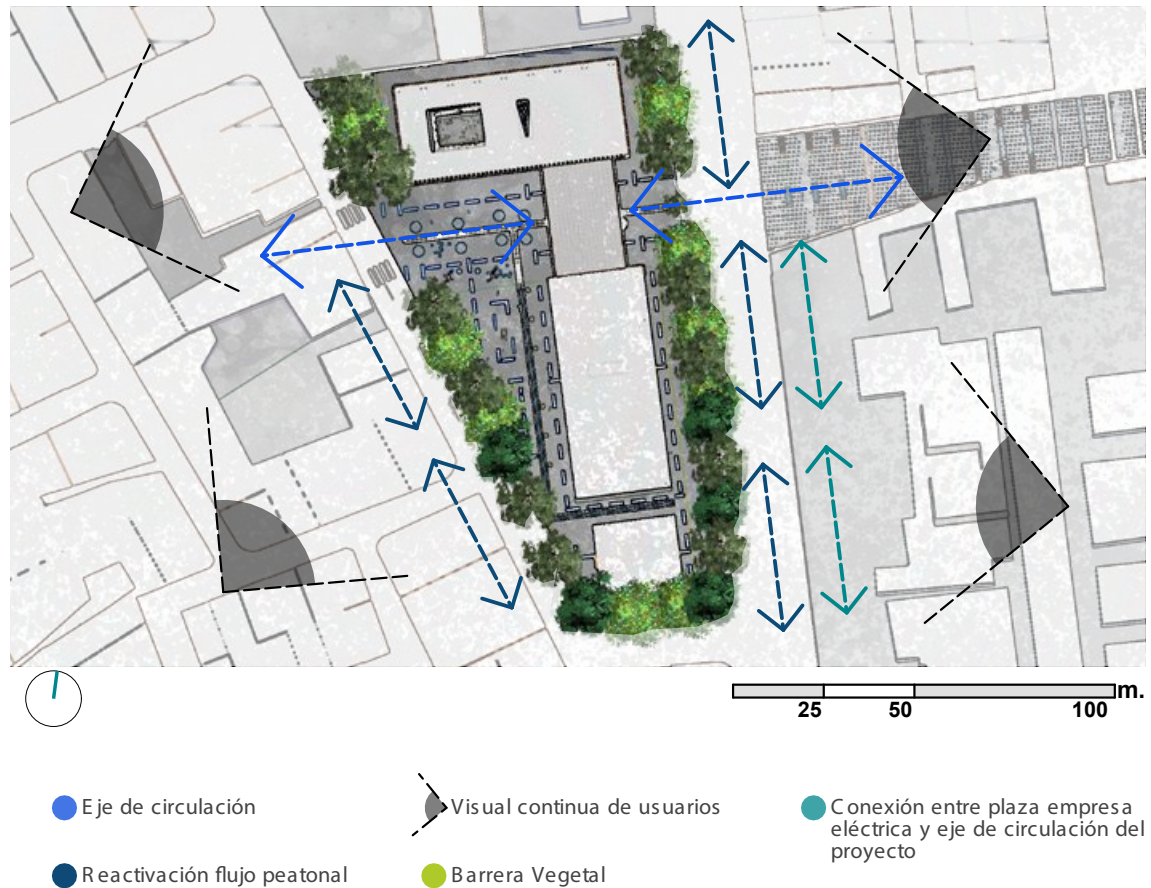 m.
25 50 100
Eje de circulación
Visual continua de usuarios
Conexión entre plaza empresa
eléctrica y eje de circulación del
proyecto
Reactivación flujo peatonal
Barrera Vegetal